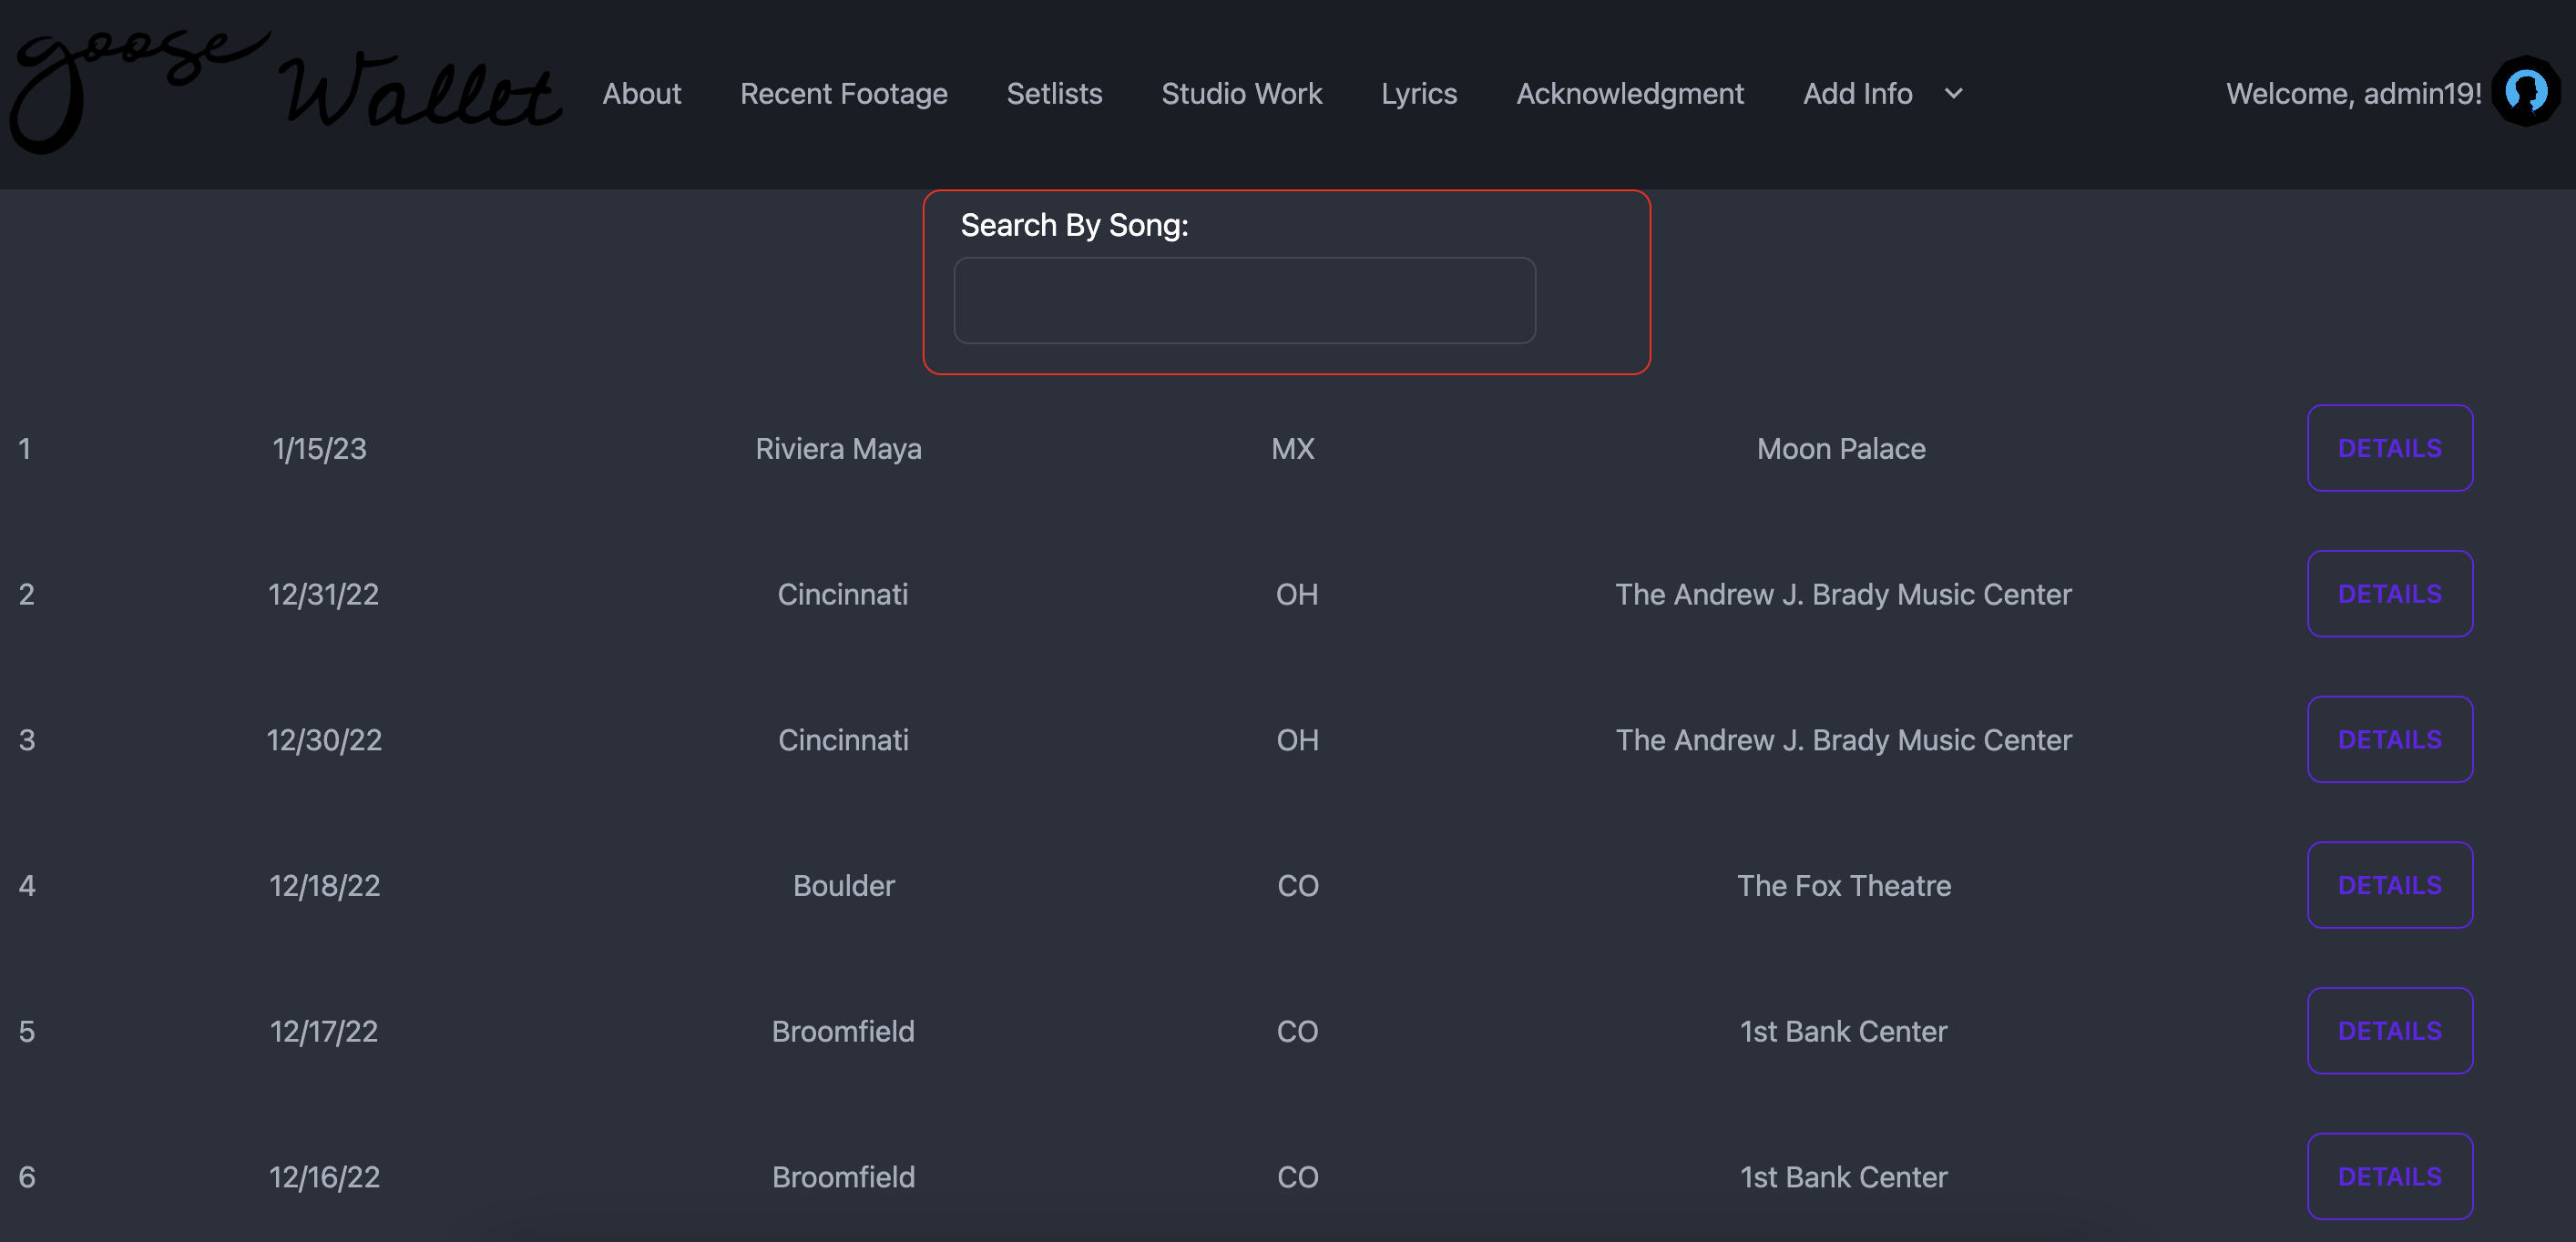 goose Wallet About Recent Footage Setlists Studio Work Lyrics Acknowledgment Add Info Welcome, admin19!
Search By Song:
1 1/15/23 Riviera Maya MX Moon Palace DETAILS
2 12/31/22 Cincinnati OH The Andrew J. Brady Music Center DETAILS
3 12/30/22 Cincinnati OH The Andrew J. Brady Music Center DETAILS
4 12/18/22 Boulder CO The Fox Theatre DETAILS
5 12/17/22 Broomfield CO 1st Bank Center DETAILS
6 12/16/22 Broomfield CO 1st Bank Center DETAILS